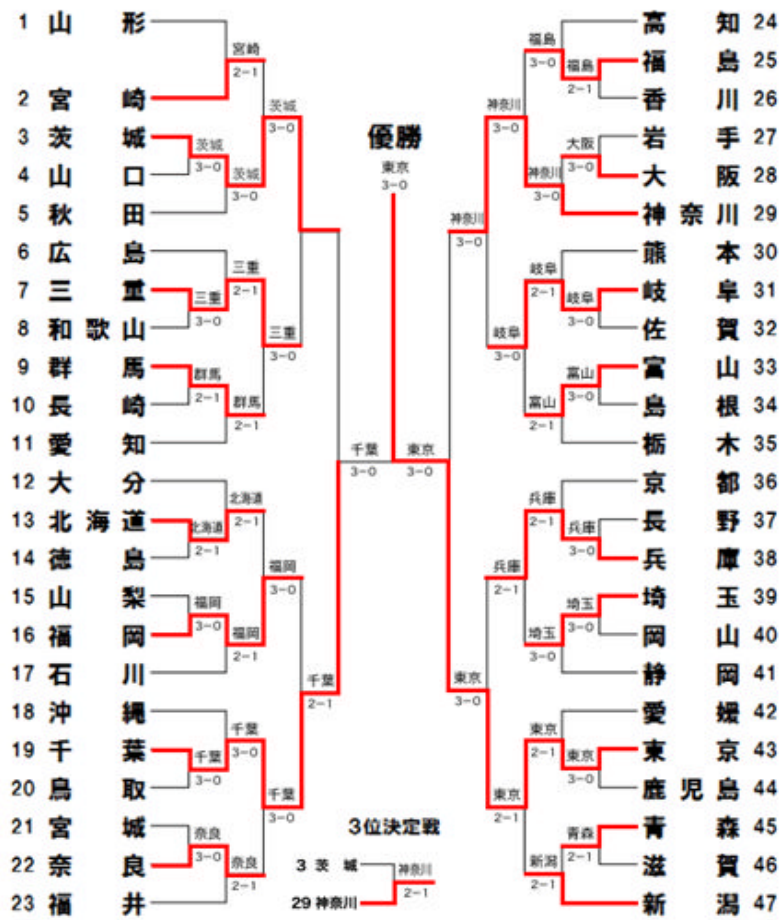 1 山形
2 宮崎
3 茨城
4 山口
5 秋田
6 広島
7 三重
8 和歌山
9 群馬
10 長崎
11 愛知
12 大分
13 北海道
14 徳島
15 山梨
16 福岡
17 石川
18 沖縄
19 千葉
20 鳥取
21 宮城
22 奈良
23 福井
宮崎
2-1
茨城
3-0
茨城
3-0
三重
3-0
三重
2-1
群馬
2-1
群馬
2-1
北海道
2-1
北海道
2-1
福岡
3-0
福岡
2-1
千葉
3-0
千葉
3-0
奈良
3-0
奈良
2-1
茨城
3-0
三重
3-0
福岡
3-0
千葉
3-0
千葉
2-1
千葉
3-0
優勝
東京
3-0
東京
3-0
神奈川
3-0
東京
3-0
神奈川
3-0
岐阜
3-0
兵庫
2-1
東京
2-1
福島
3-0
福島
2-1
大阪
3-0
神奈川
3-0
岐阜
2-1
岐阜
3-0
富山
3-0
富山
2-1
兵庫
2-1
兵庫
3-0
埼玉
3-0
埼玉
3-0
東京
2-1
東京
3-0
青森
2-1
新潟
2-1
高知 24
福島 25
香川 26
岩手 27
大阪 28
神奈川 29
熊本 30
岐阜 31
佐賀 32
富山 33
島根 34
栃木 35
京都 36
長野 37
兵庫 38
埼玉 39
岡山 40
静岡 41
愛媛 42
東京 43
鹿児島 44
青森 45
滋賀 46
新潟 47
3位決定戦
3 茨城
29 神奈川
神奈川
2-1